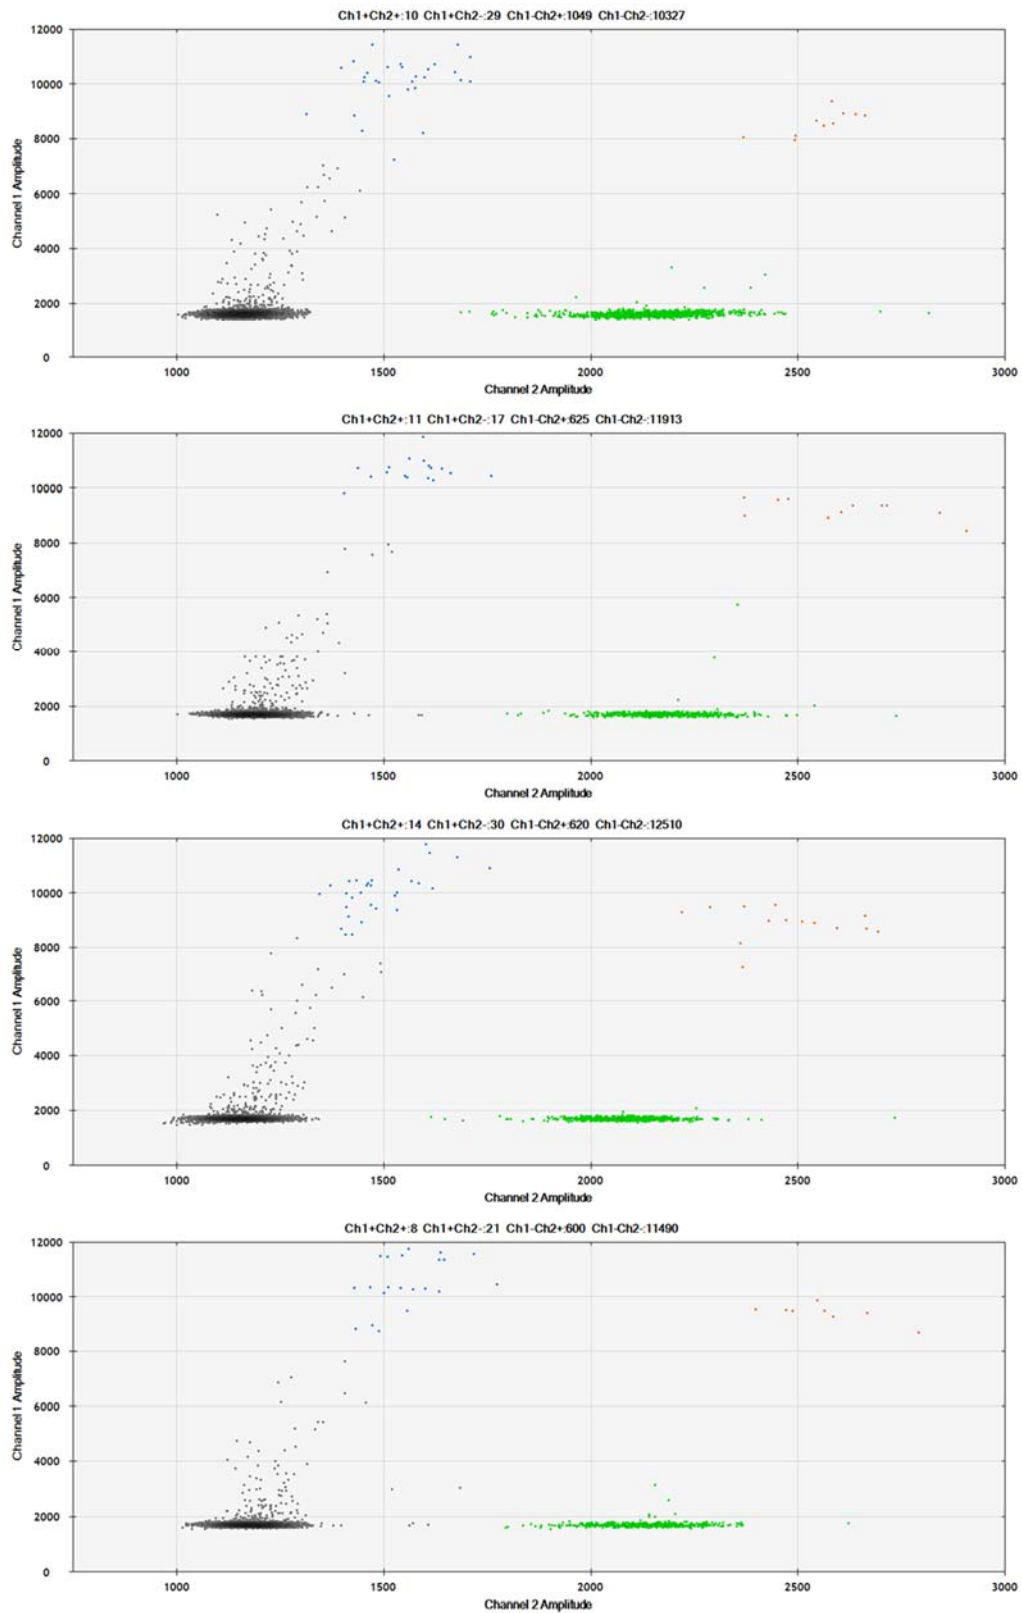 Ch1+Ch2+:10 Ch1+Ch2-:29 Ch1-Ch2+:1049 Ch1-Ch2-:10327
12000
10000
8000
6000
4000
2000
0
Channel 1 Amplitude
1000 1500 2000 2500 3000
Channel 2 Amplitude
Ch1+Ch2+:11 Ch1+Ch2-:17 Ch1-Ch2+:625 Ch1-Ch2-:11913
12000
10000
8000
6000
4000
2000
0
Channel 1 Amplitude
1000 1500 2000 2500 3000
Channel 2 Amplitude
Ch1+Ch2+:14 Ch1+Ch2-:30 Ch1-Ch2+:620 Ch1-Ch2-:12510
12000
10000
8000
6000
4000
2000
0
Channel 1 Amplitude
1000 1500 2000 2500 3000
Channel 2 Amplitude
Ch1+Ch2+:8 Ch1+Ch2-:21 Ch1-Ch2+:600 Ch1-Ch2-:11490
12000
10000
8000
6000
4000
2000
0
Channel 1 Amplitude
1000 1500 2000 2500 3000
Channel 2 Amplitude